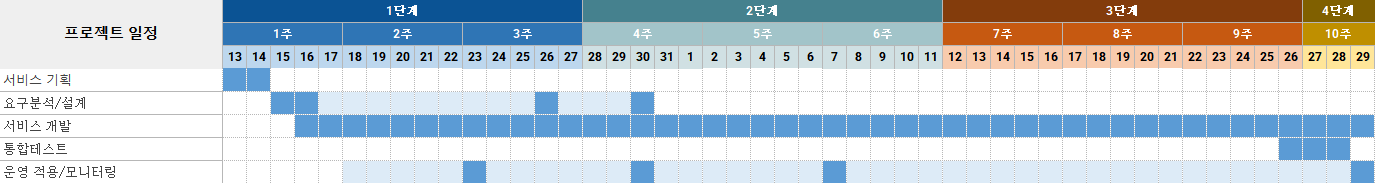 프로젝트 일정
1단계 2단계 3단계 4단계
1주 2주 3주 4주 5주 6주 7주 8주 9주 10주
13 14 15 16 17 18 19 20 21 22 23 24 25 26 27 28 29 30 31 1 2 3 4 5 6 7 8 9 10 11 12 13 14 15 16 17 18 19 20 21 22 23 24 25 26 27 28 29
서비스 기획
요구분석/설계
서비스 개발
통합테스트
운영 적용/모니터링